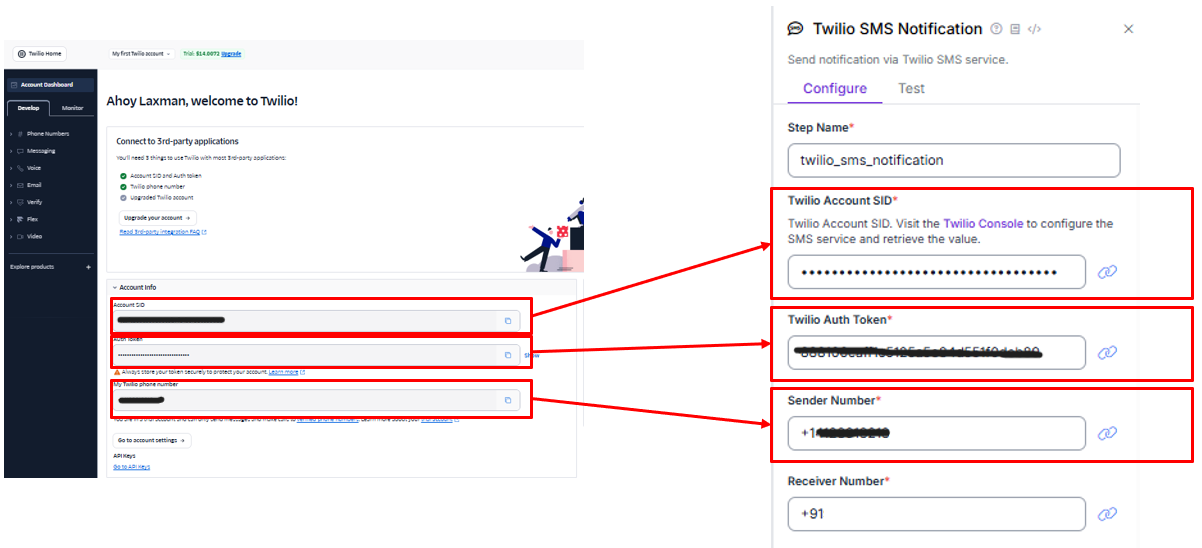 Twilio Home
My first Twilio account
Trial: $14.0072 Upgrade
Account Dashboard
Develop
Monitor
Phone Numbers
Messaging
Voice
Email
Verify
Flex
Video
Explore products +
Ahoy Laxman, welcome to Twilio!
Connect to 3rd-party applications
You'll need 3 things to use Twilio with most 3rd-party applications:
Account SID and Auth token
Twilio phone number
Upgraded Twilio account
Upgrade your account →
Read 3rd-party integration FAQ
Account Info
Account SID
Auth Token
Show
Always store your token securely to protect your account. Learn more
My Twilio phone number
Go to account settings →
API Keys
Go to API Keys
Twilio SMS Notification
Send notification via Twilio SMS service.
Configure
Test
Step Name*
twilio_sms_notification
Twilio Account SID*
Twilio Account SID. Visit the Twilio Console to configure the
SMS service and retrieve the value.
Twilio Auth Token*
Sender Number*
+1
Receiver Number*
+91